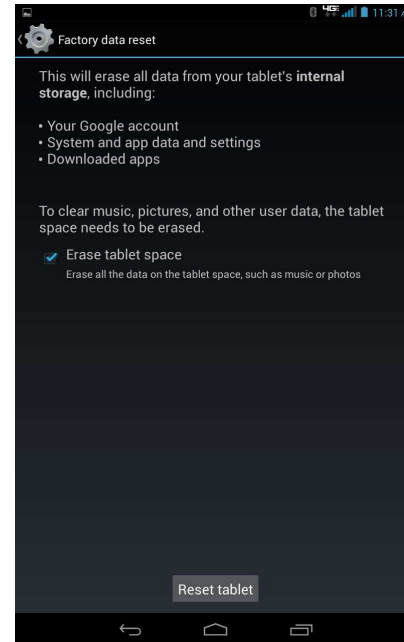 4G 11:31 A
Factory data reset
This will erase all data from your tablet's internal
storage, including:
• Your Google account
• System and app data and settings
• Downloaded apps
To clear music, pictures, and other user data, the tablet
space needs to be erased.
Erase tablet space
Erase all the data on the tablet space, such as music or photos
Reset tablet